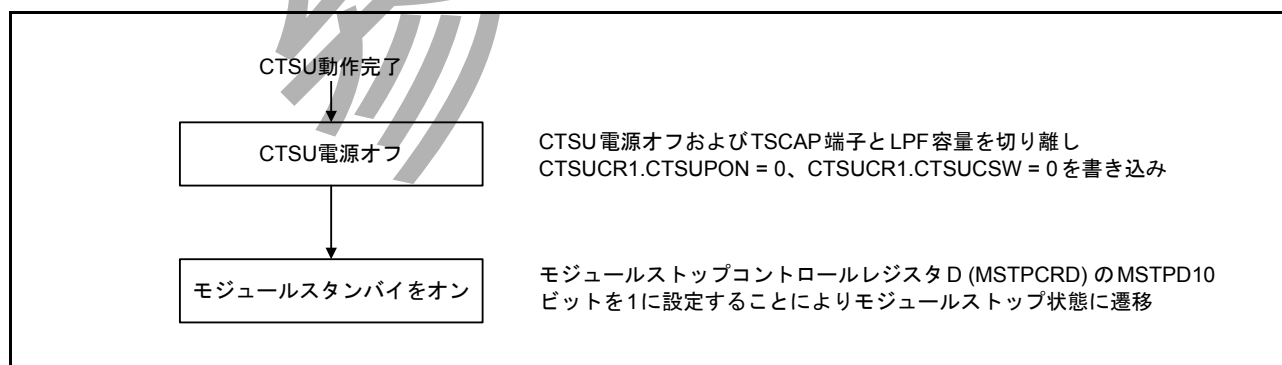 CTSU動作完了
CTSU電源オフ
CTSU電源オフおよびTSCAP端子とLPF容量を切り離し
CTSUCR1.CTSUPON = 0、CTSUCR1.CTSUCSW = 0を書き込み
モジュールスタンバイをオン
モジュールストップコントロールレジスタD (MSTPCRD) のMSTPD10
ビットを1に設定することによりモジュールストップ状態に遷移